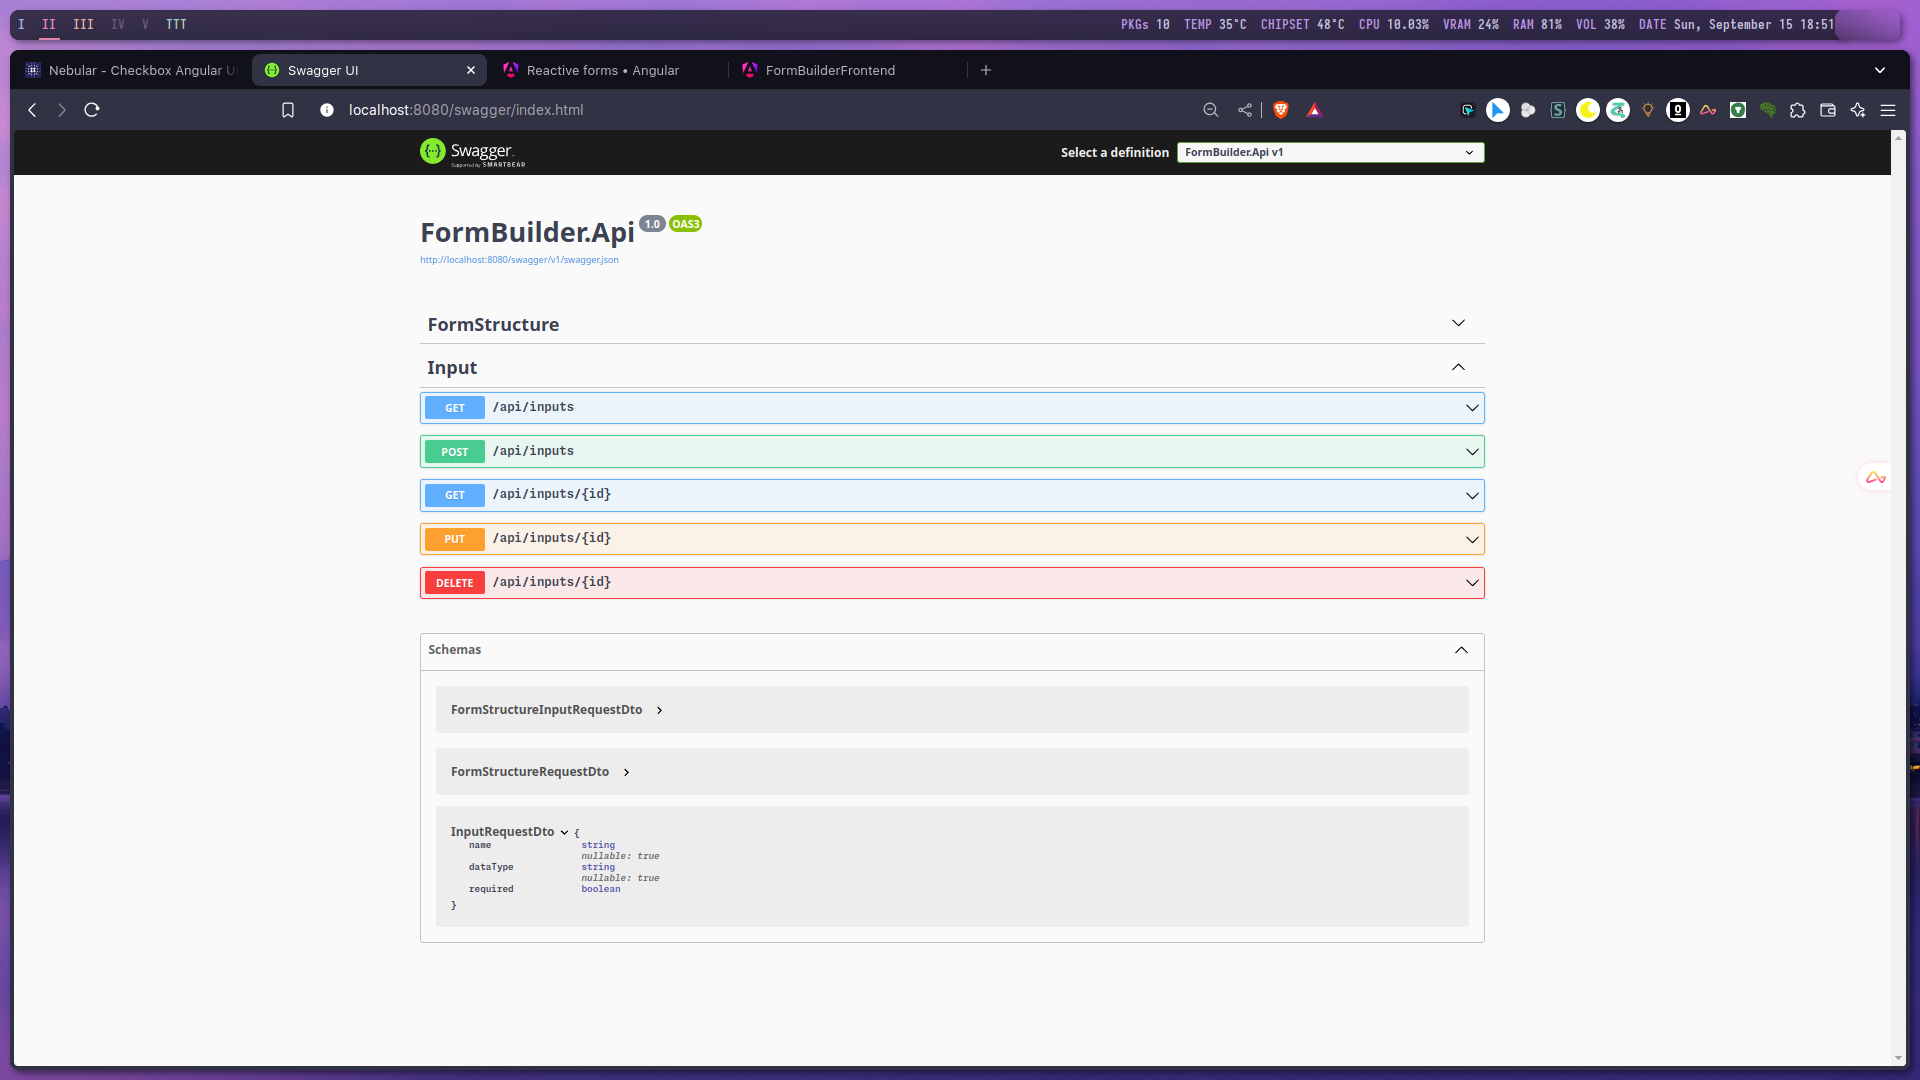 I II III IV V TTT PKGs 10 TEMP 35°C CHIPSET 48°C CPU 10.03% VRAM 24% RAM 81% VOL 38% DATE Sun, September 15 18:51
Nebular - Checkbox Angular U Swagger UI Reactive forms • Angular FormBuilderFrontend
localhost:8080/swagger/index.html
Swagger Select a definition FormBuilder.Api v1
Supported by SMARTBEAR
FormBuilder.Api 1.0 OAS3
http://localhost:8080/swagger/v1/swagger.json
FormStructure
Input
GET /api/inputs
POST /api/inputs
GET /api/inputs/{id}
PUT /api/inputs/{id}
DELETE /api/inputs/{id}
Schemas
FormStructureInputRequestDto
FormStructureRequestDto
InputRequestDto {
name string
nullable: true
dataType string
nullable: true
required boolean
}